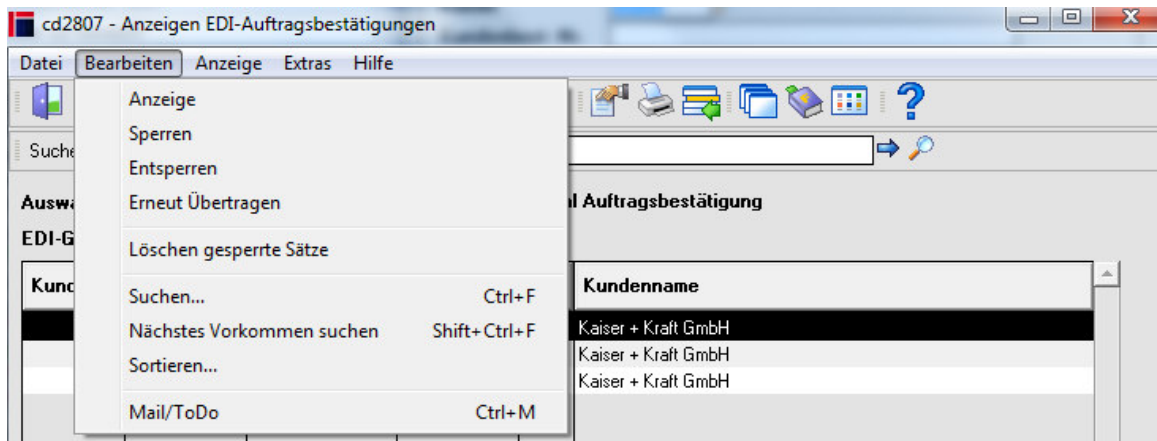 cd2807 - Anzeigen EDI-Auftragsbestätigungen
Datei Bearbeiten Anzeige Extras Hilfe
Anzeige
Sperren
Entsperren
Erneut Übertragen
Löschen gesperrte Sätze
Suchen... Ctrl+F
Nächstes Vorkommen suchen Shift+Ctrl+F
Sortieren...
Mail/ToDo Ctrl+M
Auftragsbestätigung
Kundenname
Kaiser + Kraft GmbH
Kaiser + Kraft GmbH
Kaiser + Kraft GmbH